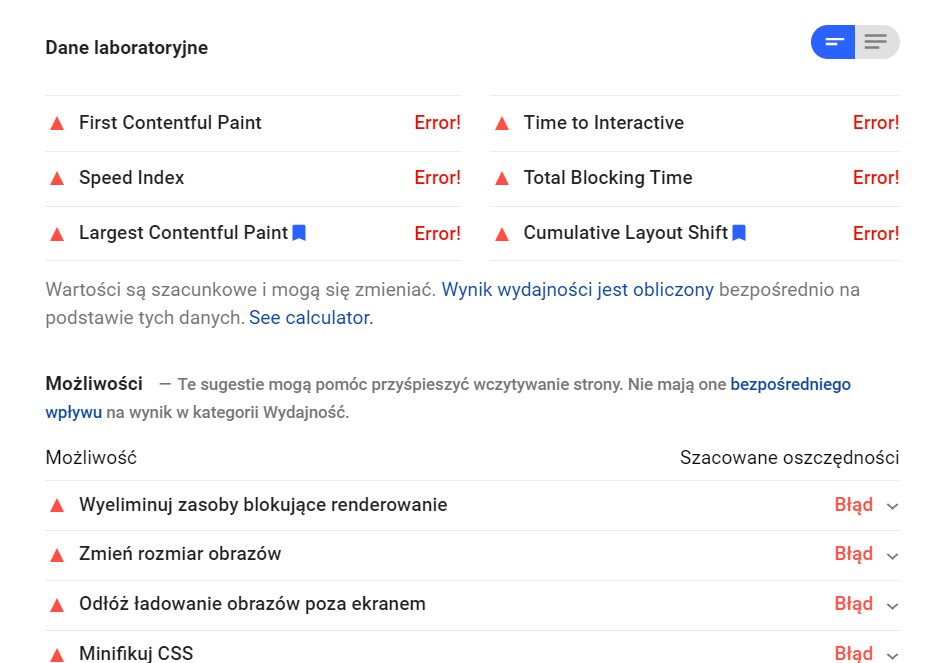 Dane laboratoryjne
First Contentful Paint Error!
Time to Interactive Error!
Speed Index Error!
Total Blocking Time Error!
Largest Contentful Paint Error!
Cumulative Layout Shift Error!
Wartości są szacunkowe i mogą się zmieniać. Wynik wydajności jest obliczony bezpośrednio na
podstawie tych danych. See calculator.
Możliwości — Te sugestie mogą pomóc przyśpieszyć wczytywanie strony. Nie mają one bezpośredniego
wpływu na wynik w kategorii Wydajność.
Możliwość Szacowane oszczędności
Wyeliminuj zasoby blokujące renderowanie Błąd
Zmień rozmiar obrazów Błąd
Odłóż ładowanie obrazów poza ekranem Błąd
Minifikuj CSS Błąd